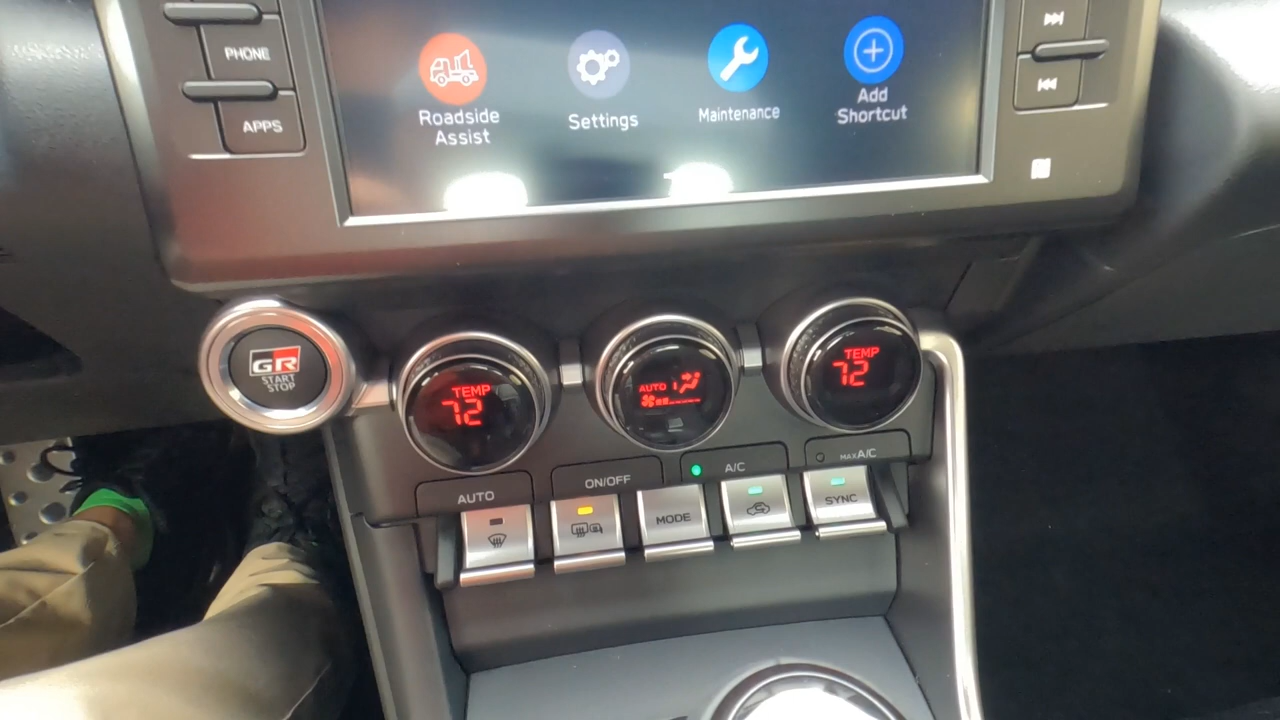 PHONE
APPS
Roadside
Assist
Settings
Maintenance
Add
Shortcut
GR
START
STOP
TEMP
72
AUTO
TEMP
72
AUTO
ON/OFF
A/C
MAX A/C
MODE
SYNC